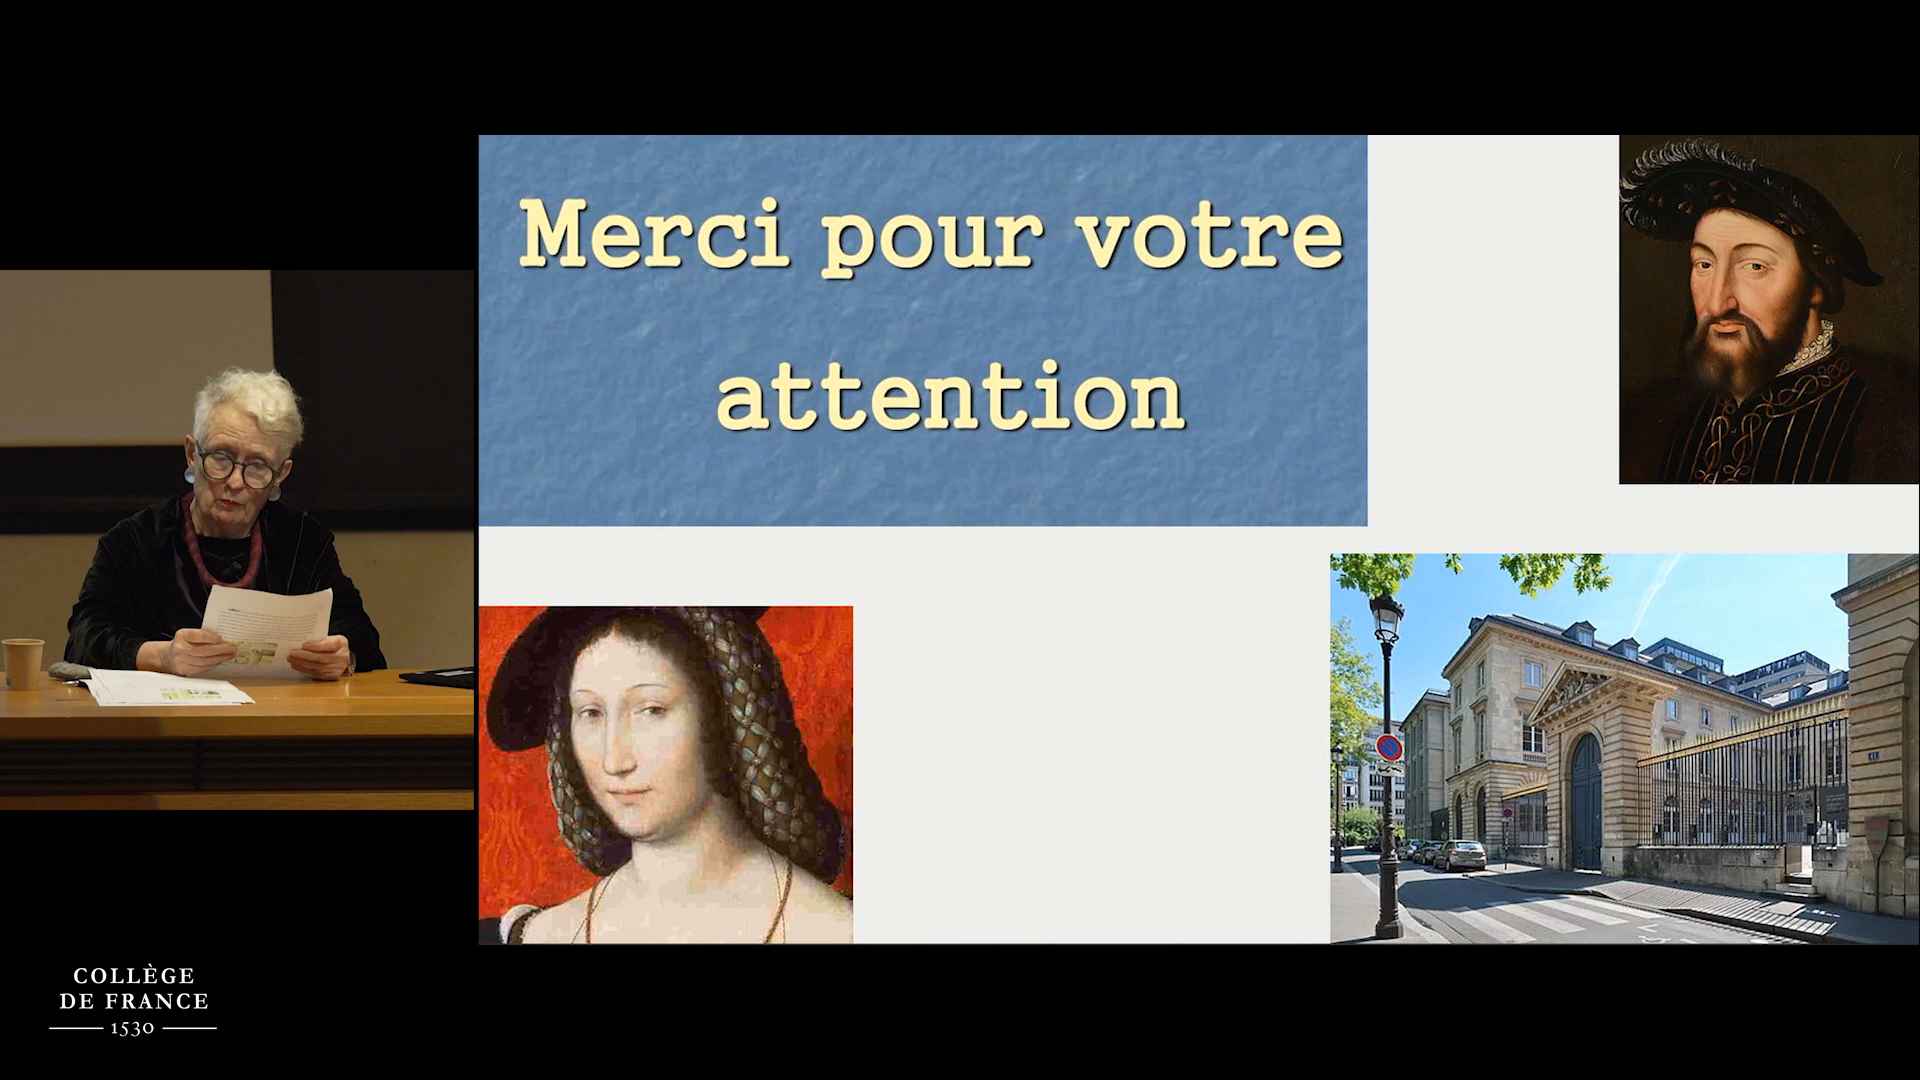 Merci pour votre
attention
COLLÈGE
DE FRANCE
1530